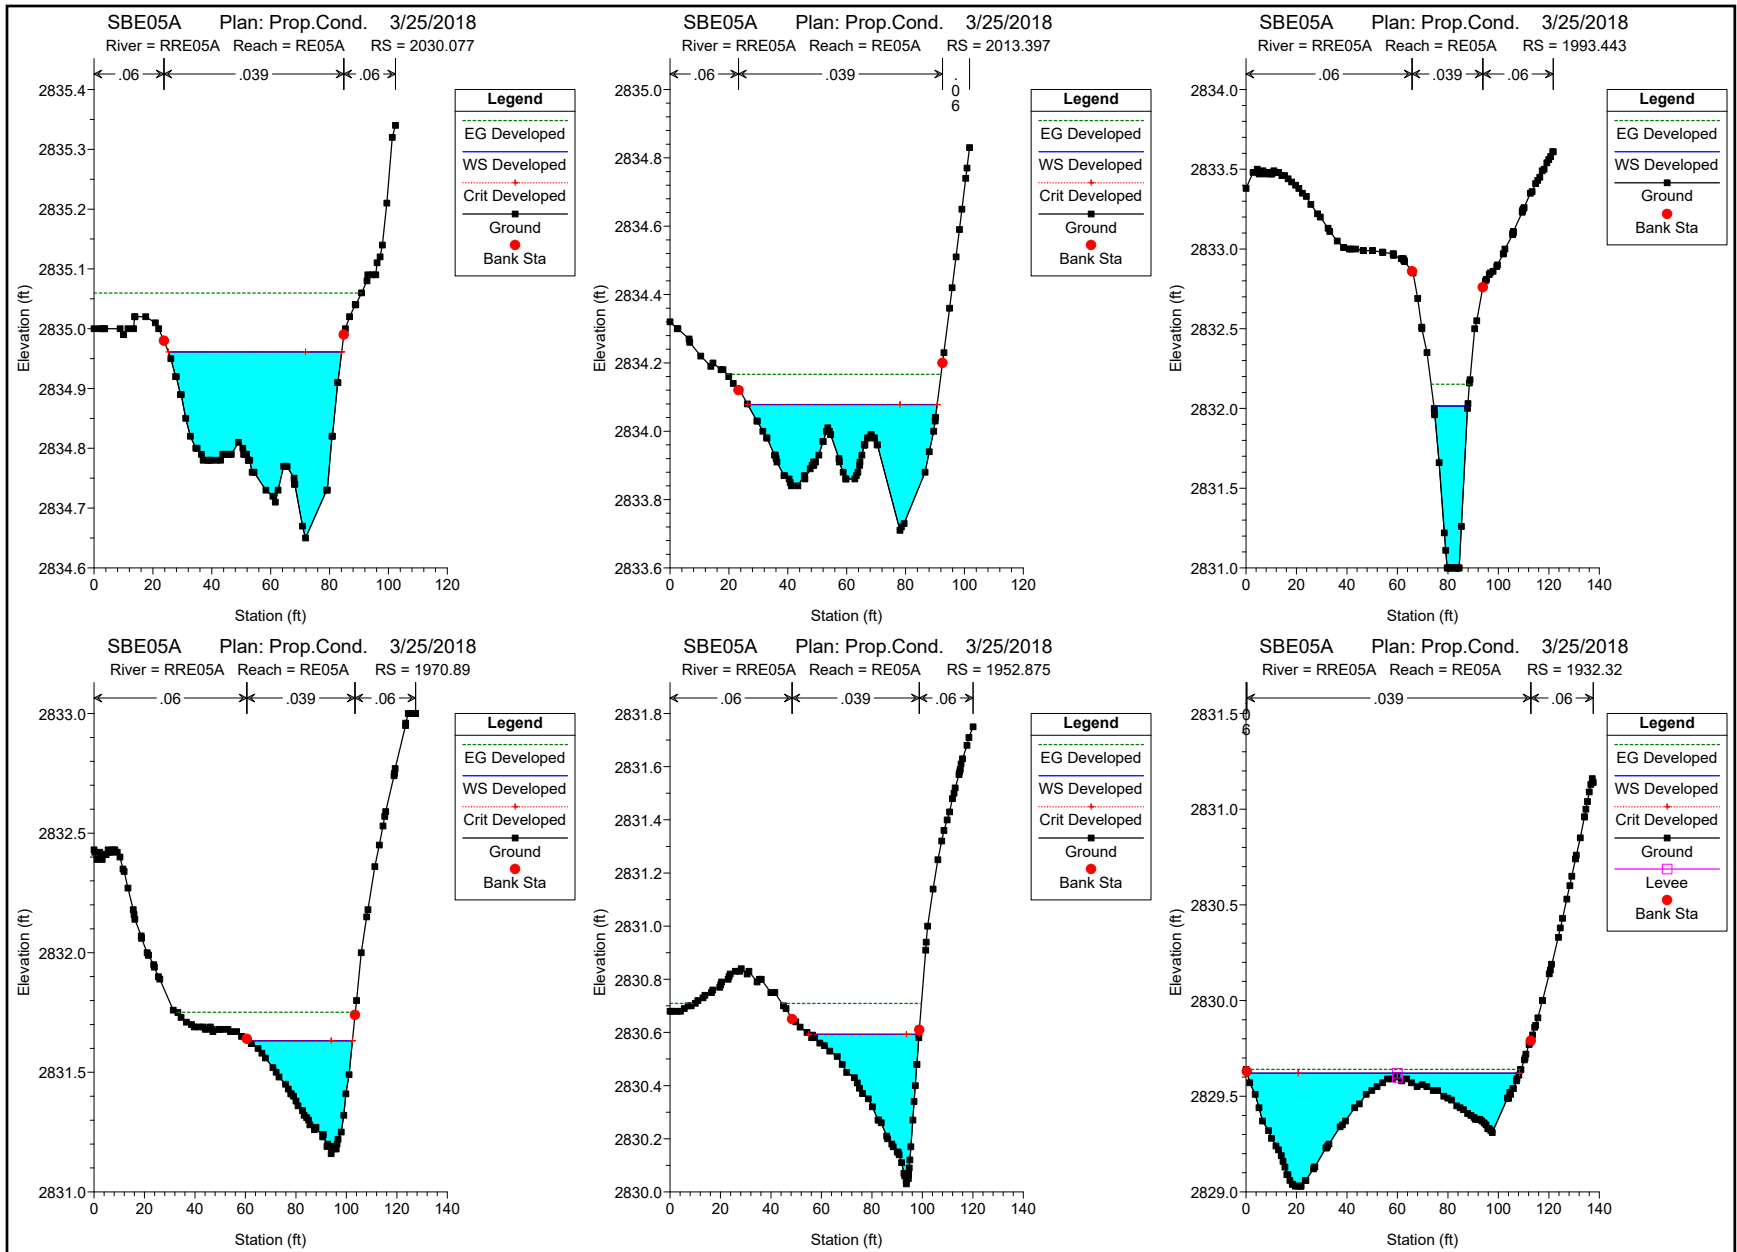 SBE05A Plan: Prop.Cond. 3/25/2018
River = RRE05A Reach = RE05A RS = 2030.077
.06 .039 .06
2835.4
2835.3
2835.2
2835.1
2835.0
2834.9
2834.8
2834.7
2834.6
Elevation (ft)
0 20 40 60 80 100 120
Station (ft)
Legend
EG Developed
WS Developed
Crit Developed
Ground
Bank Sta
SBE05A Plan: Prop.Cond. 3/25/2018
River = RRE05A Reach = RE05A RS = 2013.397
.06 .039 .06
2835.0
2834.8
2834.6
2834.4
2834.2
2834.0
2833.8
2833.6
Elevation (ft)
0 20 40 60 80 100 120
Station (ft)
Legend
EG Developed
WS Developed
Crit Developed
Ground
Bank Sta
SBE05A Plan: Prop.Cond. 3/25/2018
River = RRE05A Reach = RE05A RS = 1993.443
.06 .039 .06
2834.0
2833.5
2833.0
2832.5
2832.0
2831.5
2831.0
Elevation (ft)
0 20 40 60 80 100 120 140
Station (ft)
Legend
EG Developed
WS Developed
Ground
Bank Sta
SBE05A Plan: Prop.Cond. 3/25/2018
River = RRE05A Reach = RE05A RS = 1970.89
.06 .039 .06
2833.0
2832.5
2832.0
2831.5
2831.0
Elevation (ft)
0 20 40 60 80 100 120 140
Station (ft)
Legend
EG Developed
WS Developed
Crit Developed
Ground
Bank Sta
SBE05A Plan: Prop.Cond. 3/25/2018
River = RRE05A Reach = RE05A RS = 1952.875
.06 .039 .06
2831.8
2831.6
2831.4
2831.2
2831.0
2830.8
2830.6
2830.4
2830.2
2830.0
Elevation (ft)
0 20 40 60 80 100 120 140
Station (ft)
Legend
EG Developed
WS Developed
Crit Developed
Ground
Bank Sta
SBE05A Plan: Prop.Cond. 3/25/2018
River = RRE05A Reach = RE05A RS = 1932.32
06 .039 .06
2831.5
2831.0
2830.5
2830.0
2829.5
2829.0
Elevation (ft)
0 20 40 60 80 100 120 140
Station (ft)
Legend
EG Developed
WS Developed
Crit Developed
Ground
Levee
Bank Sta